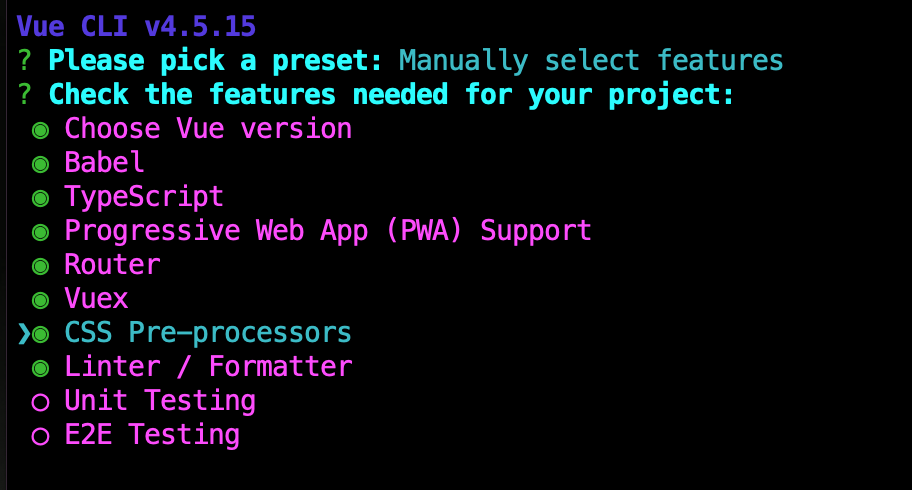 Vue CLI v4.5.15
? Please pick a preset: Manually select features
? Check the features needed for your project:
◉ Choose Vue version
◉ Babel
◉ TypeScript
◉ Progressive Web App (PWA) Support
◉ Router
◉ Vuex
❯◉ CSS Pre-processors
◉ Linter / Formatter
◯ Unit Testing
◯ E2E Testing